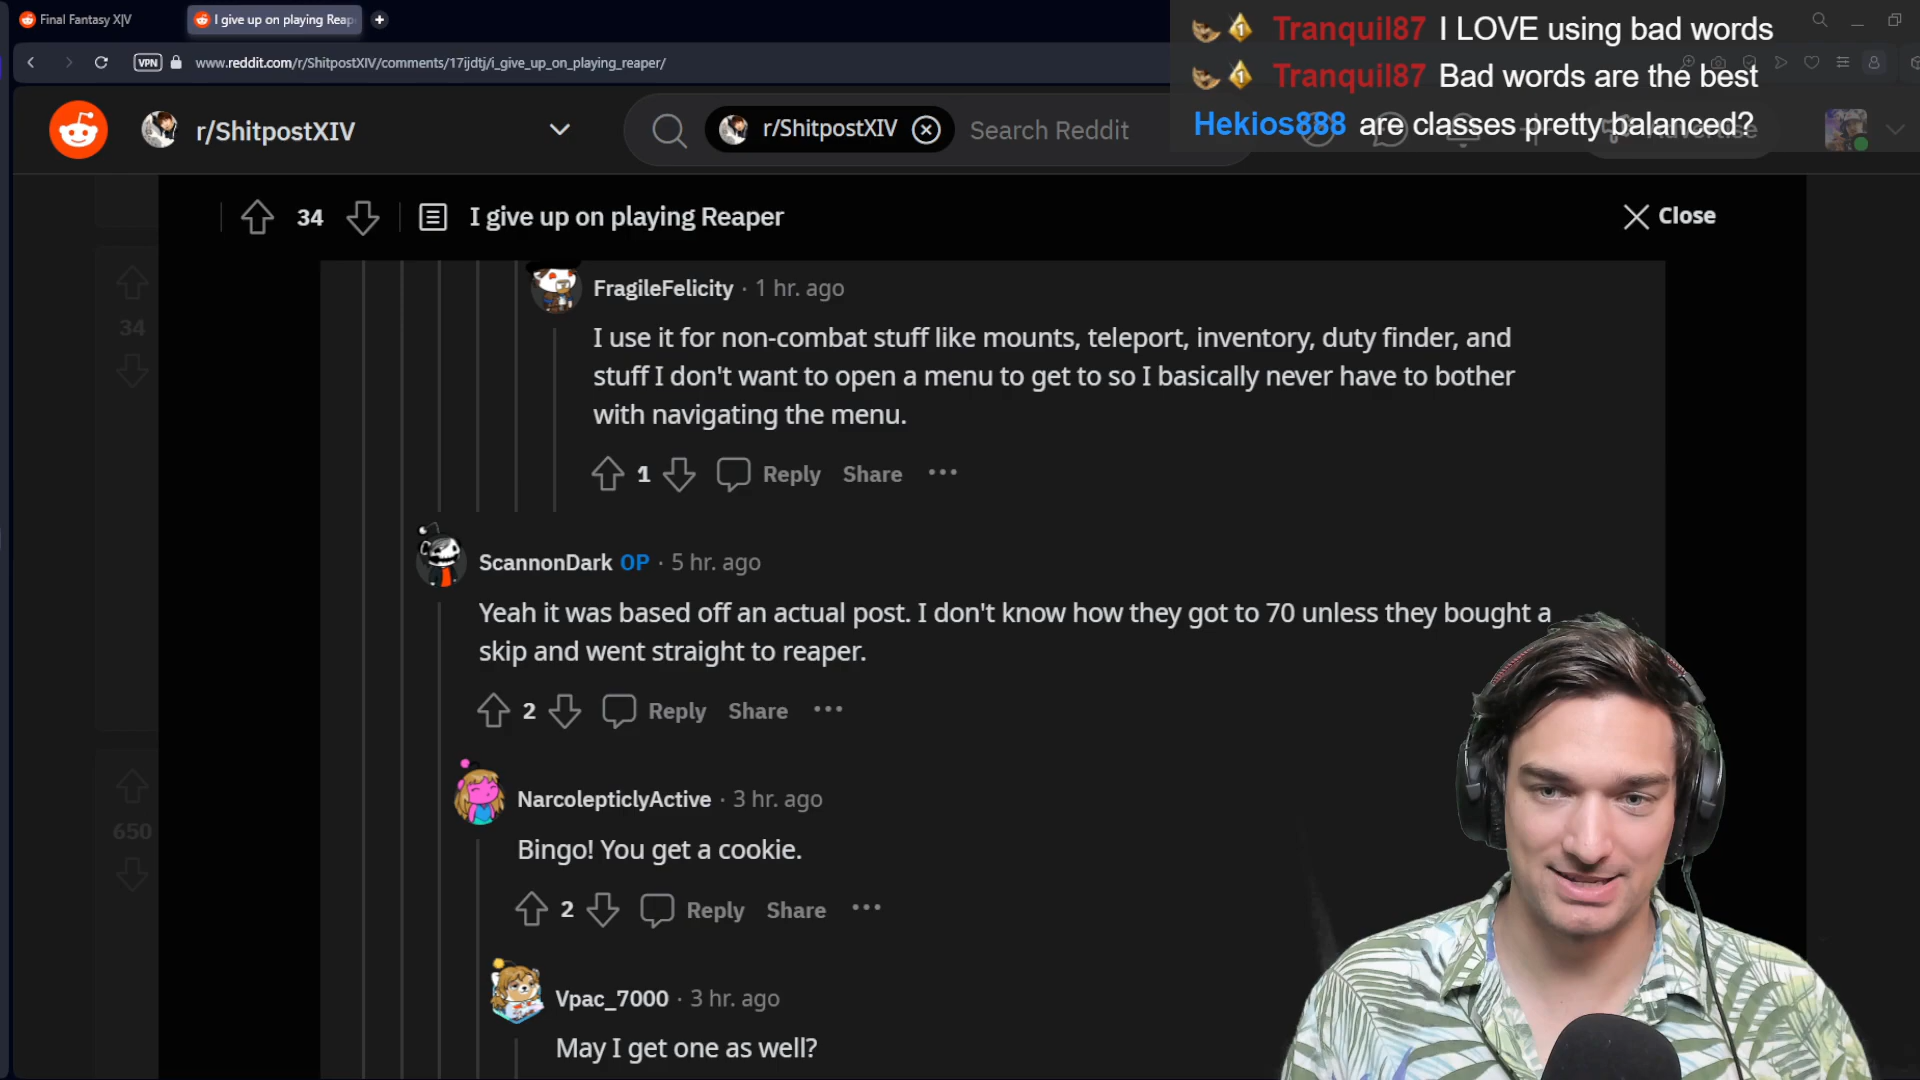 Final Fantasy X|V
I give up on playing Reap
Tranquil87 I LOVE using bad words
Tranquil87 Bad words are the best
Hekios888 are classes pretty balanced?
VPN
www.reddit.com/r/ShitpostXIV/comments/17ijdtj/i_give_up_on_playing_reaper/
r/ShitpostXIV
r/ShitpostXIV
Search Reddit
34
I give up on playing Reaper
Close
34
FragileFelicity · 1 hr. ago
I use it for non-combat stuff like mounts, teleport, inventory, duty finder, and
stuff I don't want to open a menu to get to so I basically never have to bother
with navigating the menu.
1 Reply Share
ScannonDark OP · 5 hr. ago
Yeah it was based off an actual post. I don't know how they got to 70 unless they bought a
skip and went straight to reaper.
2 Reply Share
NarcolepticlyActive · 3 hr. ago
650
Bingo! You get a cookie.
2 Reply Share
Vpac_7000 · 3 hr. ago
May I get one as well?